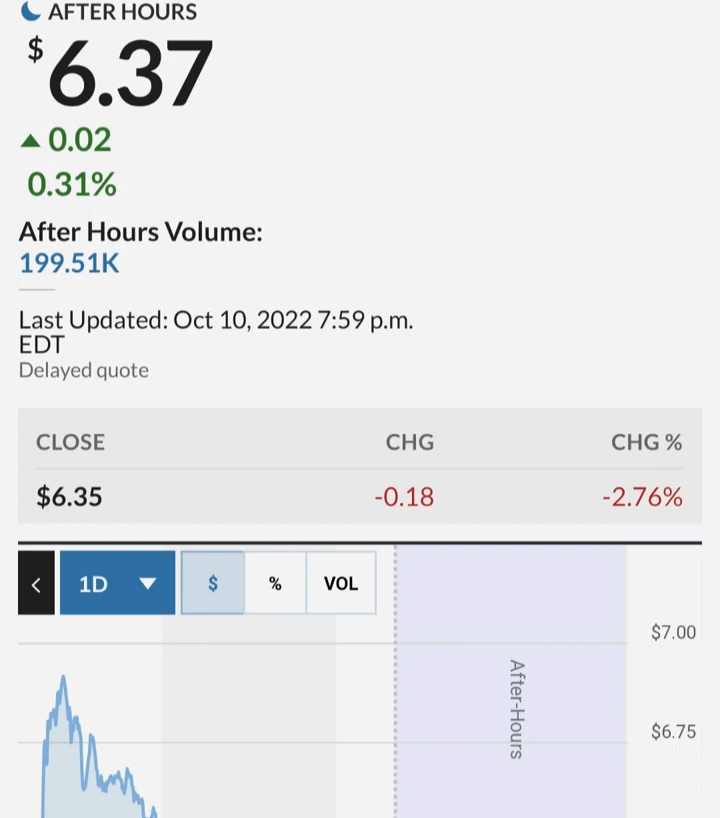 AFTER HOURS
$6.37
0.02
0.31%
After Hours Volume:
199.51K
Last Updated: Oct 10, 2022 7:59 p.m.
EDT
Delayed quote
CLOSE CHG CHG %
$6.35 -0.18 -2.76%
1D $ % VOL
$7.00
After-Hours
$6.75